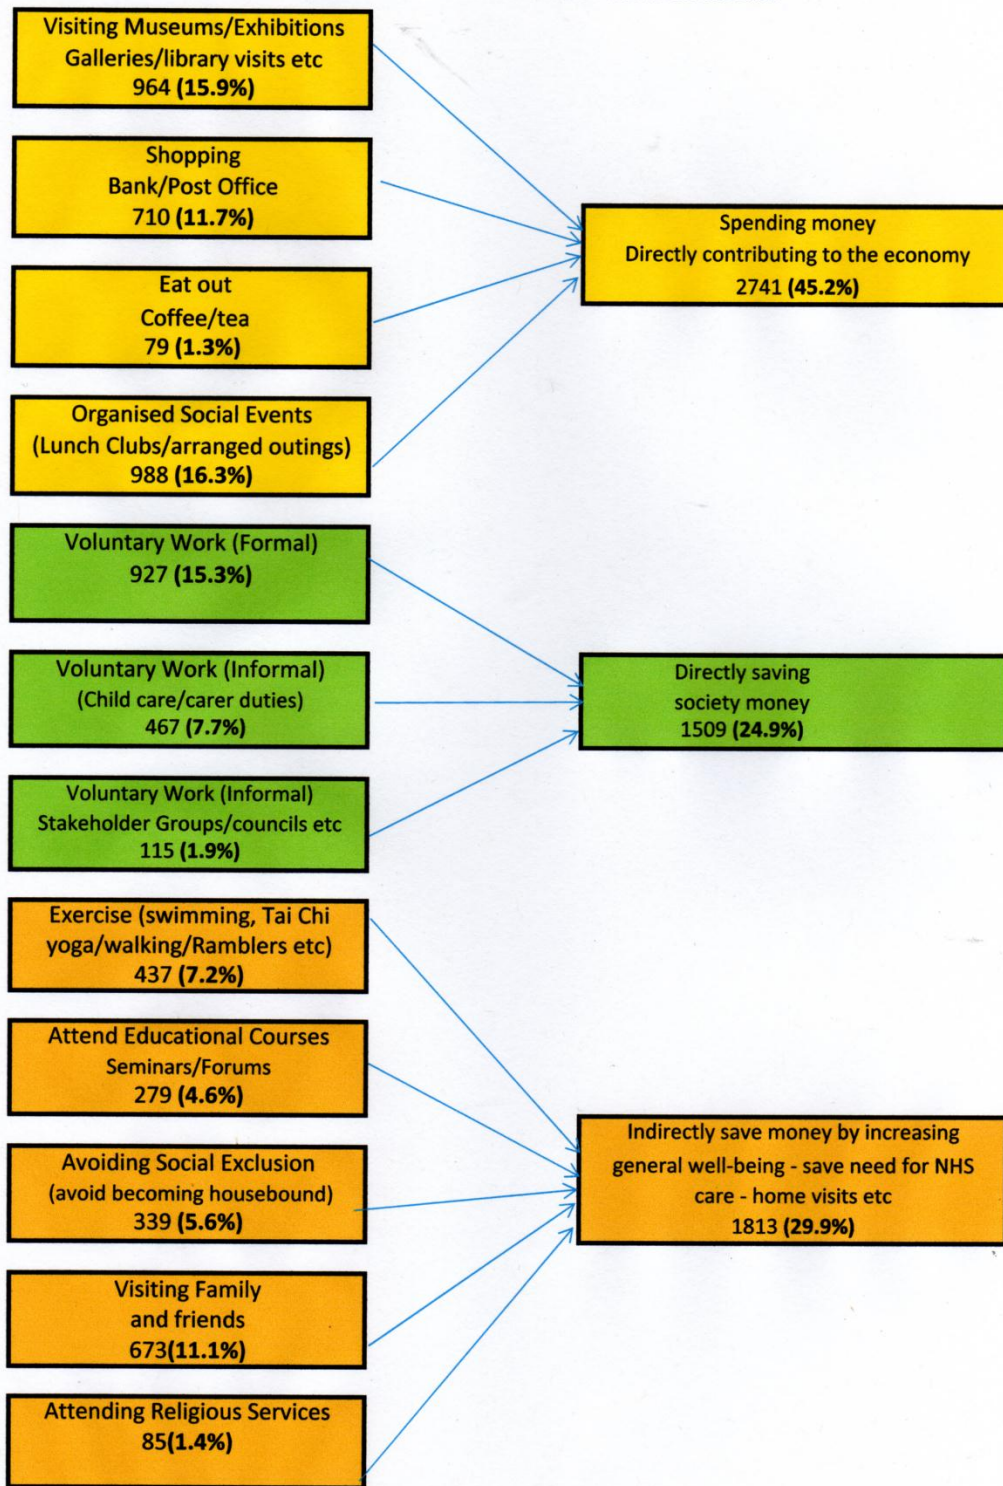 Visiting Museums/Exhibitions
Galleries/library visits etc
964 (15.9%)
Shopping
Bank/Post Office
710 (11.7%)
Eat out
Coffee/tea
79 (1.3%)
Organised Social Events
(Lunch Clubs/arranged outings)
988 (16.3%)
Spending money
Directly contributing to the economy
2741 (45.2%)
Voluntary Work (Formal)
927 (15.3%)
Voluntary Work (Informal)
(Child care/carer duties)
467 (7.7%)
Voluntary Work (Informal)
Stakeholder Groups/councils etc
115 (1.9%)
Directly saving
society money
1509 (24.9%)
Exercise (swimming, Tai Chi
yoga/walking/Ramblers etc)
437 (7.2%)
Attend Educational Courses
Seminars/Forums
279 (4.6%)
Avoiding Social Exclusion
(avoid becoming housebound)
339 (5.6%)
Visiting Family
and friends
673(11.1%)
Attending Religious Services
85(1.4%)
Indirectly save money by increasing
general well-being - save need for NHS
care - home visits etc
1813 (29.9%)